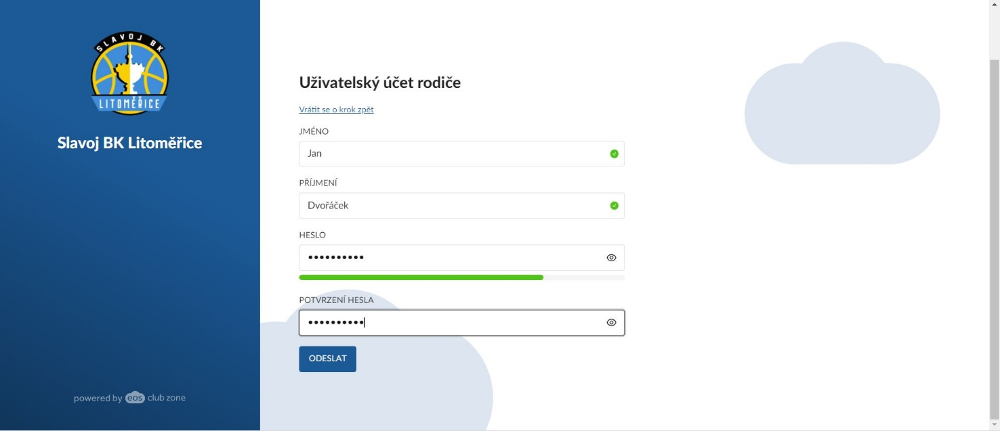 SLAVOJ BK
LITOMĚŘICE
Slavoj BK Litoměřice
powered by eos club zone
Uživatelský účet rodiče
Vrátit se o krok zpět
JMÉNO
Jan
PŘÍJMENÍ
Dvořáček
HESLO
••••••••••
POTVRZENÍ HESLA
••••••••••
ODESLAT